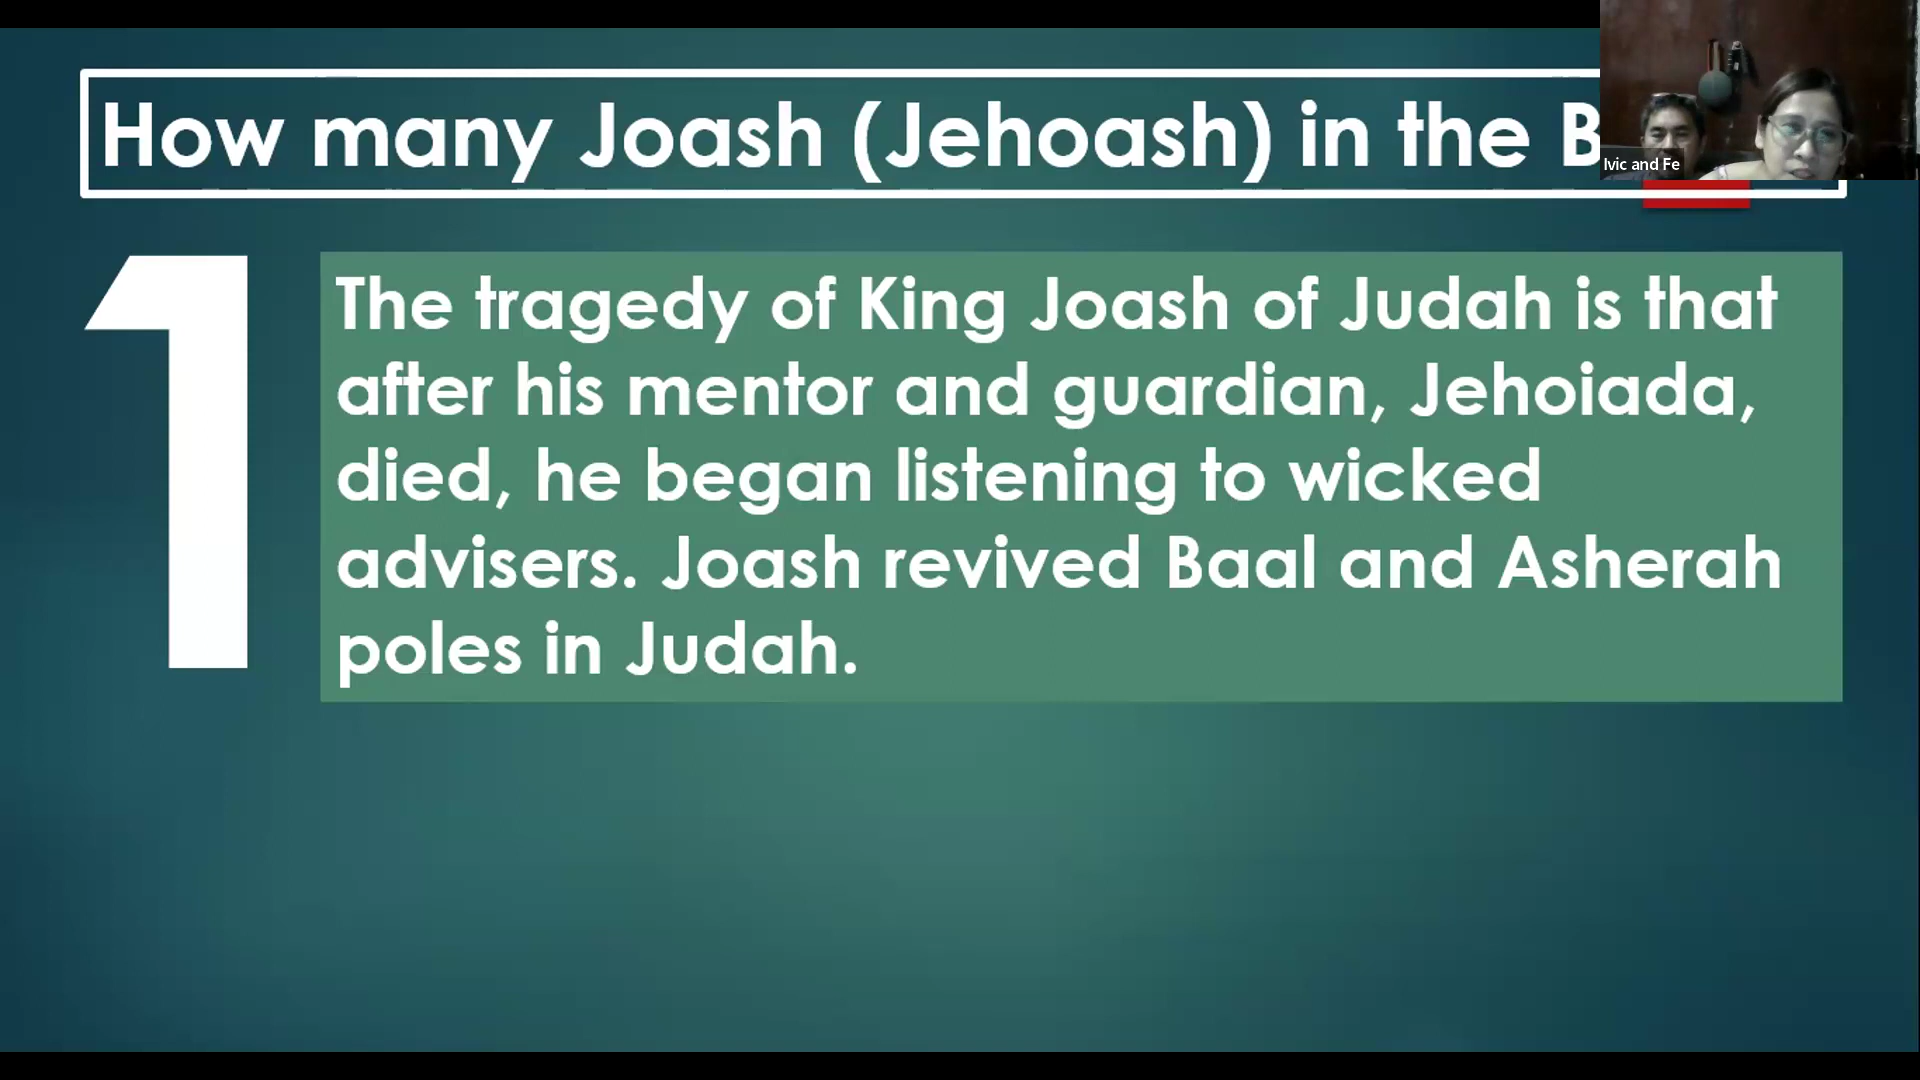 How many Joash (Jehoash) in the B
Ivic and Fe
1
The tragedy of King Joash of Judah is that
after his mentor and guardian, Jehoiada,
died, he began listening to wicked
advisers. Joash revived Baal and Asherah
poles in Judah.